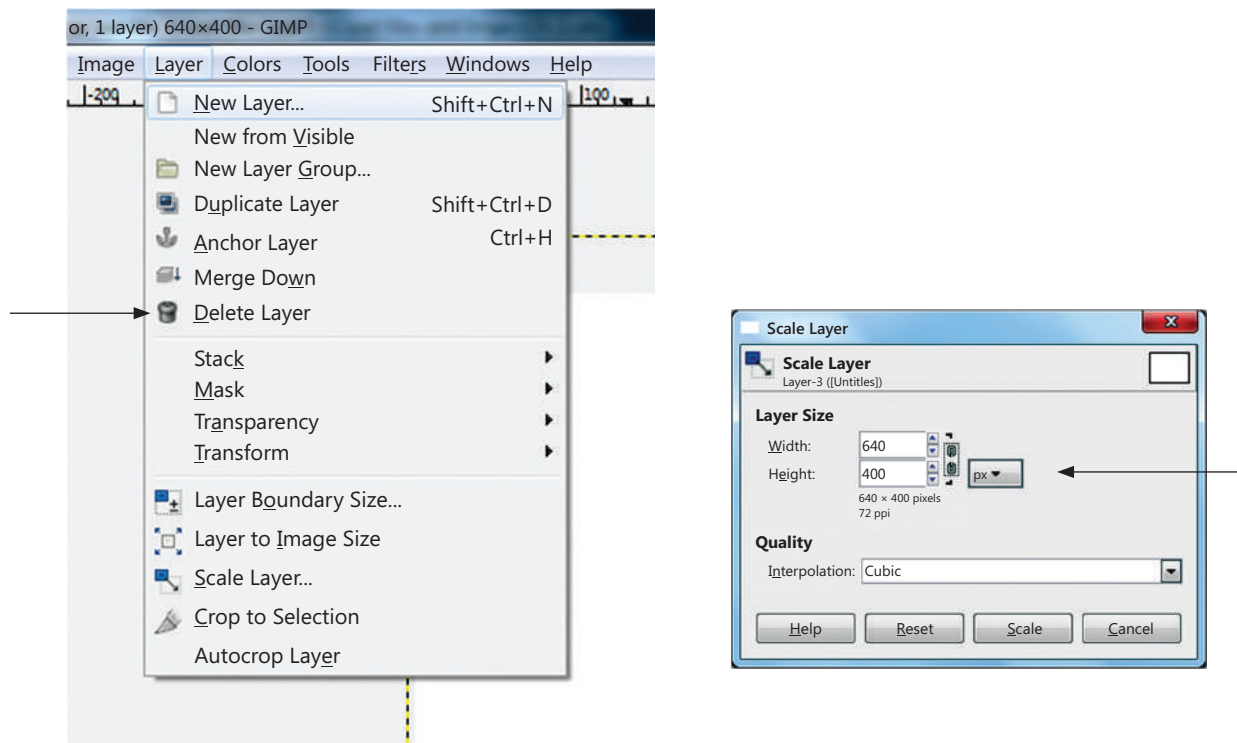 or, 1 layer) 640×400 - GIMP
Image Layer Colors Tools Filters Windows Help
-200 100
New Layer... Shift+Ctrl+N
New from Visible
New Layer Group...
Duplicate Layer Shift+Ctrl+D
Anchor Layer Ctrl+H
Merge Down
Delete Layer
Stack
Mask
Transparency
Transform
Layer Boundary Size...
Layer to Image Size
Scale Layer...
Crop to Selection
Autocrop Layer
Scale Layer
Scale Layer
Layer-3 ([Untitles])
Layer Size
Width: 640
Height: 400 px
640 × 400 pixels
72 ppi
Quality
Interpolation: Cubic
Help Reset Scale Cancel